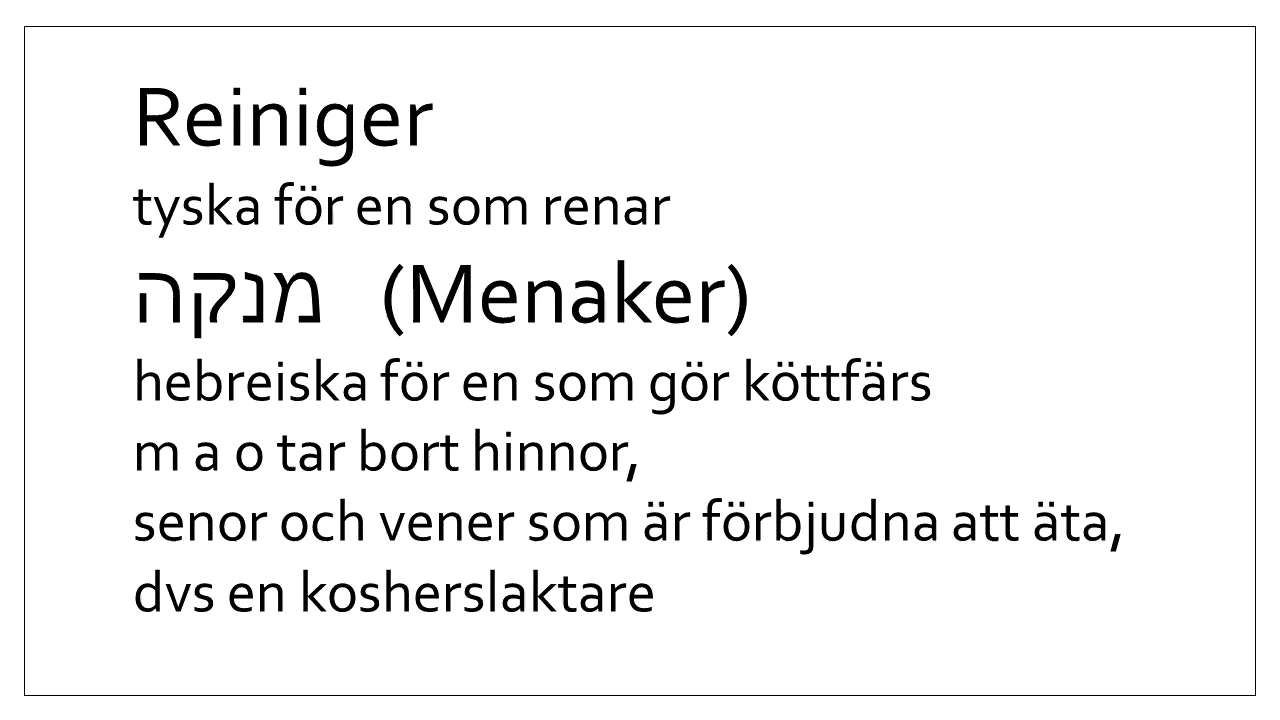 Reiniger
tyska för en som renar
מנקה (Menaker)
hebreiska för en som gör köttfärs
m a o tar bort hinnor,
senor och vener som är förbjudna att äta,
dvs en kosherslaktare